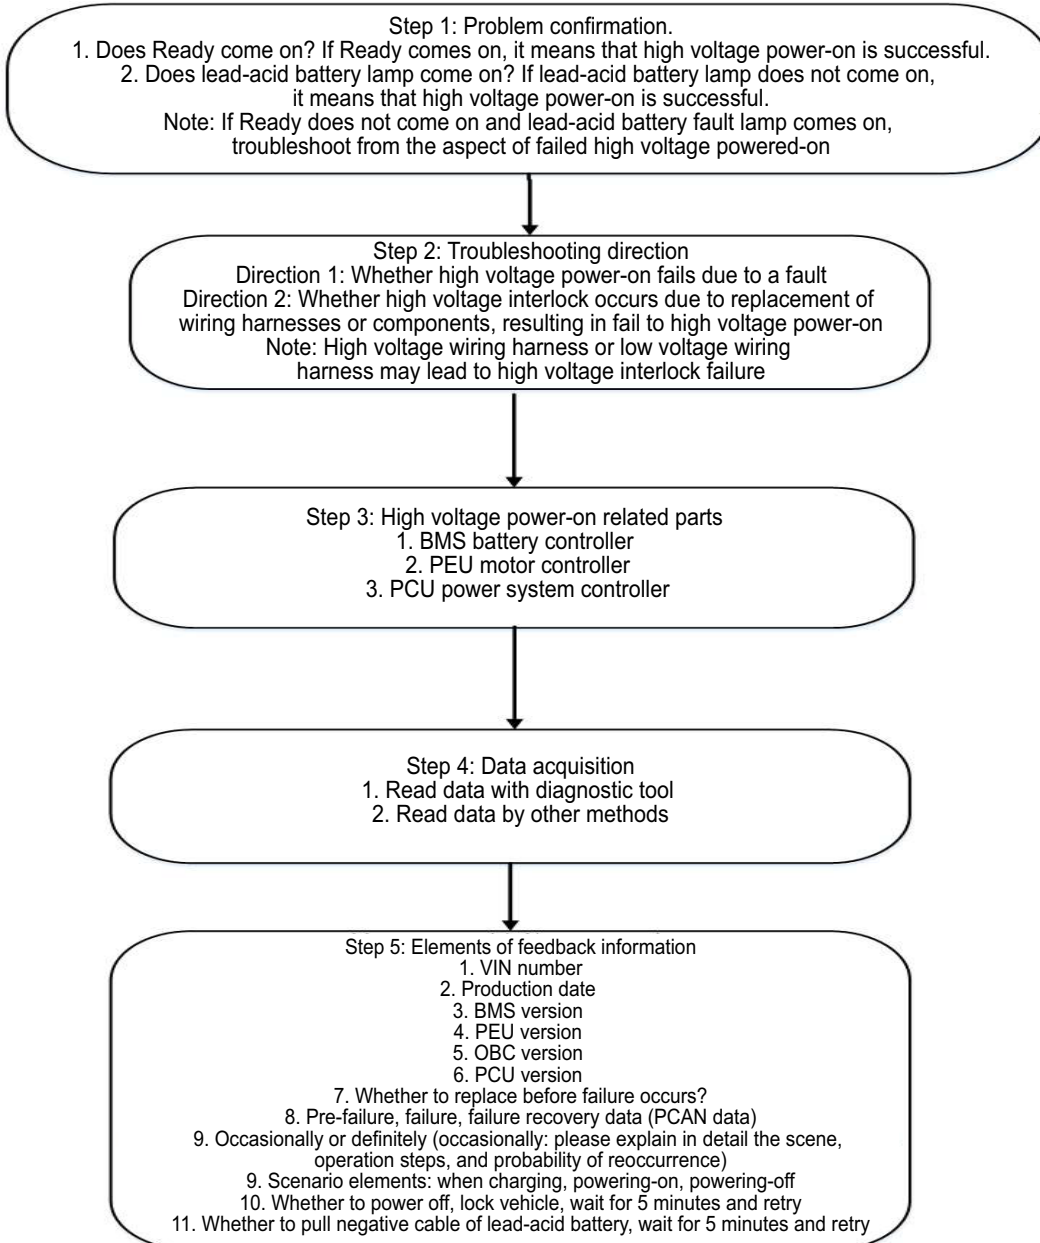 Step 1: Problem confirmation.
1. Does Ready come on? If Ready comes on, it means that high voltage power-on is successful.
2. Does lead-acid battery lamp come on? If lead-acid battery lamp does not come on,
it means that high voltage power-on is successful.
Note: If Ready does not come on and lead-acid battery fault lamp comes on,
troubleshoot from the aspect of failed high voltage powered-on
Step 2: Troubleshooting direction
Direction 1: Whether high voltage power-on fails due to a fault
Direction 2: Whether high voltage interlock occurs due to replacement of
wiring harnesses or components, resulting in fail to high voltage power-on
Note: High voltage wiring harness or low voltage wiring
harness may lead to high voltage interlock failure
Step 3: High voltage power-on related parts
1. BMS battery controller
2. PEU motor controller
3. PCU power system controller
Step 4: Data acquisition
1. Read data with diagnostic tool
2. Read data by other methods
Step 5: Elements of feedback information
1. VIN number
2. Production date
3. BMS version
4. PEU version
5. OBC version
6. PCU version
7. Whether to replace before failure occurs?
8. Pre-failure, failure, failure recovery data (PCAN data)
9. Occasionally or definitely (occasionally: please explain in detail the scene,
operation steps, and probability of reoccurrence)
9. Scenario elements: when charging, powering-on, powering-off
10. Whether to power off, lock vehicle, wait for 5 minutes and retry
11. Whether to pull negative cable of lead-acid battery, wait for 5 minutes and retry